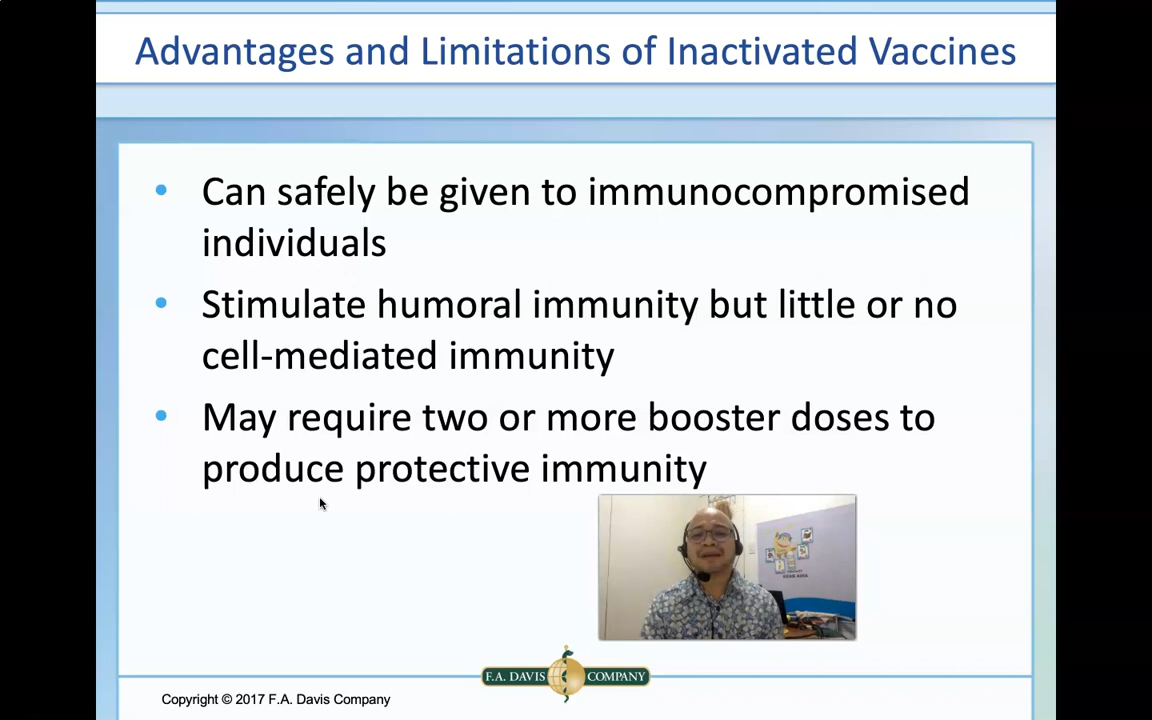 Advantages and Limitations of Inactivated Vaccines
• Can safely be given to immunocompromised
individuals
• Stimulate humoral immunity but little or no
cell-mediated immunity
• May require two or more booster doses to
produce protective immunity
F.A. DAVIS COMPANY
Copyright © 2017 F.A. Davis Company